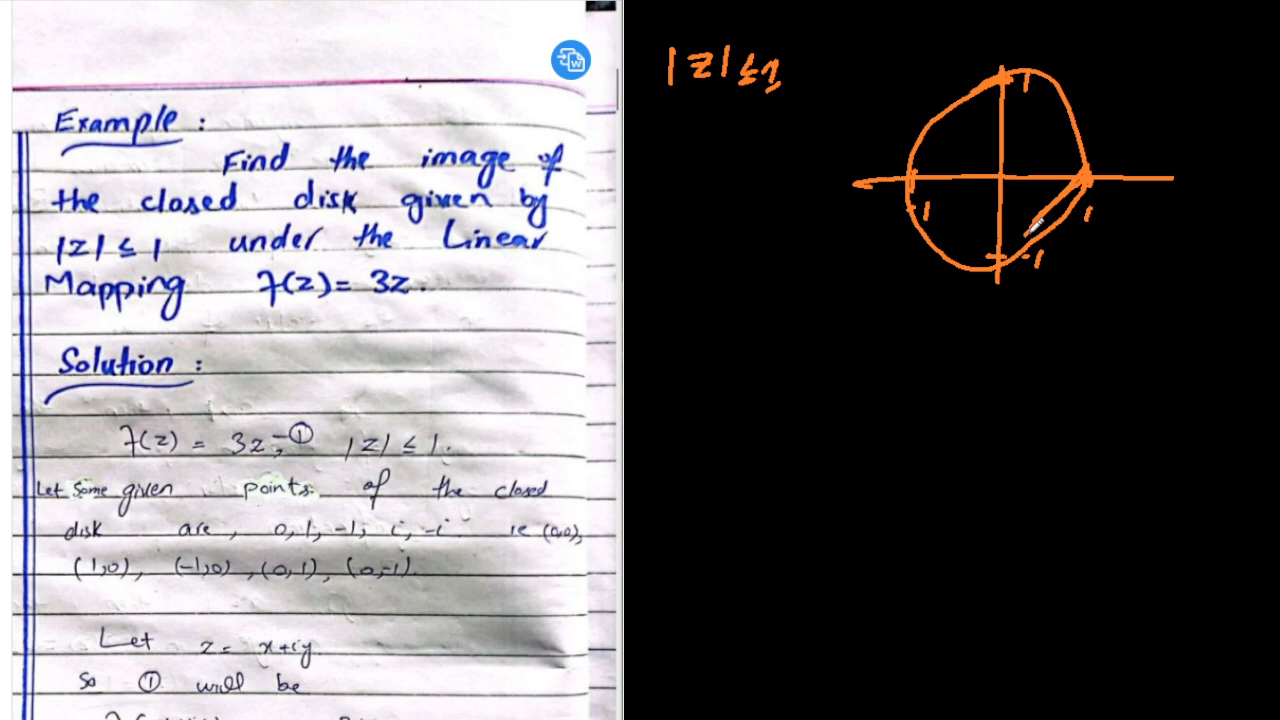 Example :
Find the image of
the closed disk given by
|z| ≤ 1 under the Linear
Mapping f(z) = 3z.
Solution :
f(z) = 3z, -① |z| ≤ 1.
Let Some given points of the closed
disk are, 0, 1, -1, i, -i ie (0,0),
(1,0), (-1,0), (0,1), (0,-1).
Let z = x+iy
So ① will be
|z| ≤ 1
1
1
1
-1